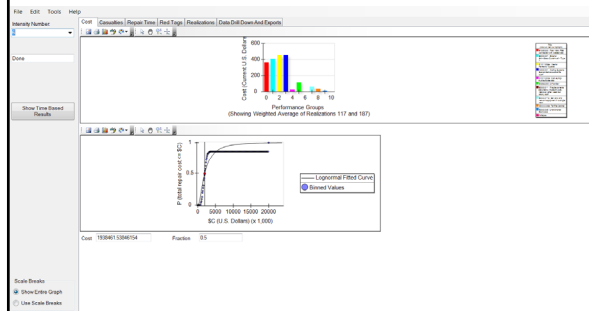 File Edit Tools Help
Intensity Number
Cost Casualties Repair Time Red Tags Realizations Data Drill Down And Exports
Done
Show Time Based
Results
Cost (Current U.S. Dollars
600
400
200
0
0 2 4 6 8 10
Performance Groups
(Showing Weighted Average of Realizations 117 and 187)
P (total repair cost <= $C)
1
0.5
0
0 5000 10000 15000 20000
$C (U.S. Dollars) (x 1,000)
Lognormal Fitted Curve
Binned Values
Cost 1938461.53846154 Fraction 0.5
Scale Breaks
Show Entire Graph
Use Scale Breaks